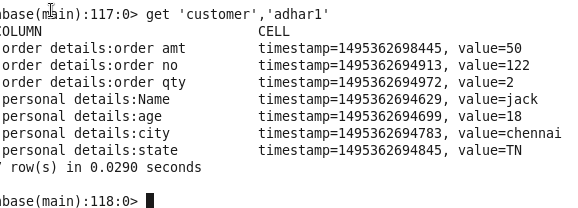 base(main):117:0> get 'customer','adhar1'
COLUMN CELL
order details:order amt timestamp=1495362698445, value=50
order details:order no timestamp=1495362694913, value=122
order details:order qty timestamp=1495362694972, value=2
personal details:Name timestamp=1495362694629, value=jack
personal details:age timestamp=1495362694699, value=18
personal details:city timestamp=1495362694783, value=chennai
personal details:state timestamp=1495362694845, value=TN
7 row(s) in 0.0290 seconds
base(main):118:0>